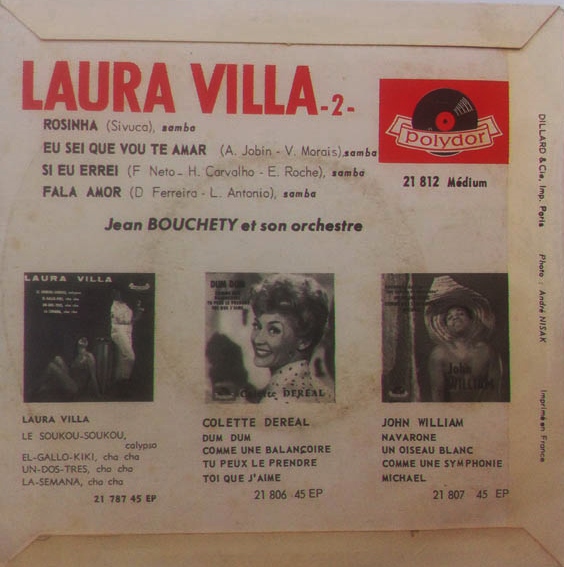 LAURA VILLA -2-
ROSINHA (Sivuca), samba
EU SEI QUE VOU TE AMAR (A. Jobin - V. Morais), samba
SI EU ERREI (F Neto - H. Carvalho - E. Roche), samba
FALA AMOR (D Ferreira - L. Antonio), samba
polydor
21 812 Médium
Jean BOUCHETY et son orchestre
LAURA VILLA
DUM DUM
Colette DEREAL
John
WILLIAM
LAURA VILLA
LE SOUKOU-SOUKOU,
calypso
EL-GALLO-KIKI, cha cha
UN-DOS-TRES, cha cha
LA-SEMANA, cha cha
21 787 45 EP
COLETTE DEREAL
DUM DUM
COMME UNE BALANÇOIRE
TU PEUX LE PRENDRE
TOI QUE J'AIME
21 806 45 EP
JOHN WILLIAM
NAVARONE
UN OISEAU BLANC
COMME UNE SYMPHONIE
MICHAEL
21 807 45 EP
DILLARD & Cie, Imp. Paris Photo : André NISAK Imprimé en France